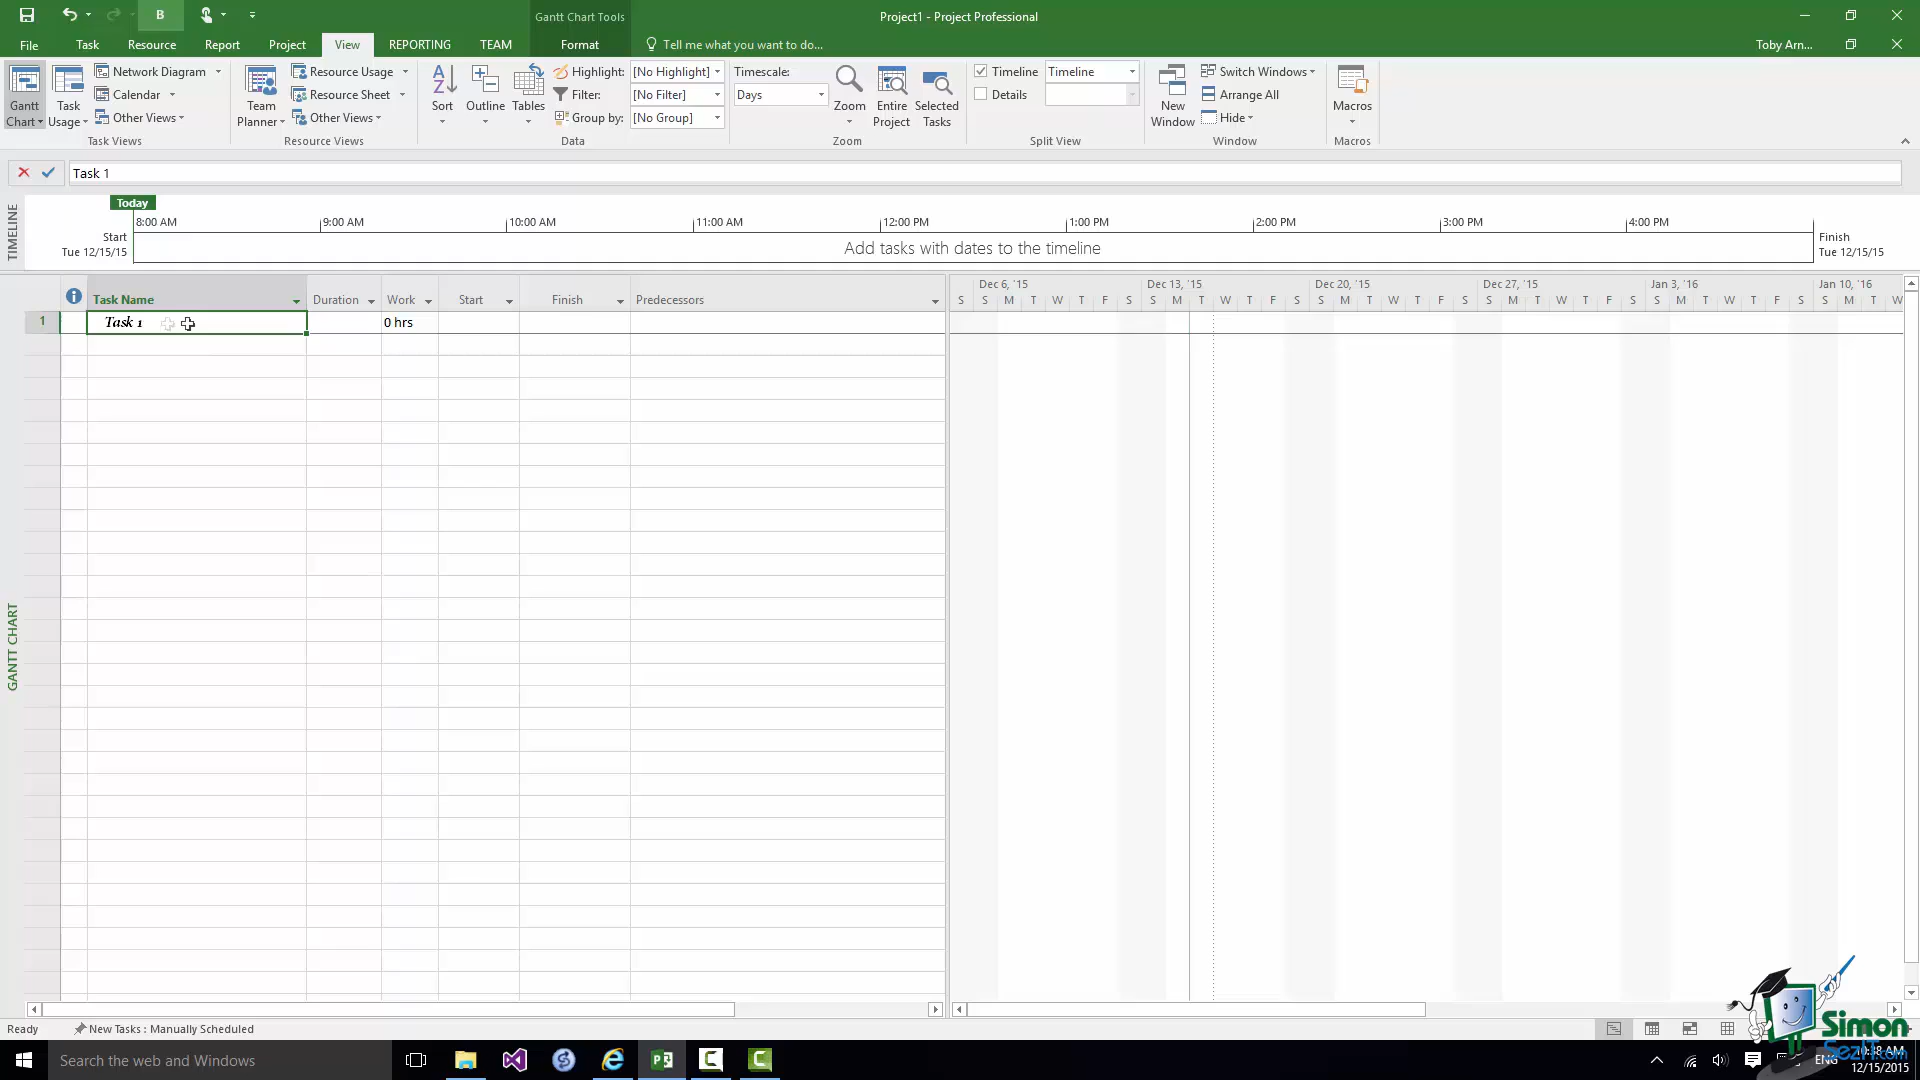 B
Gantt Chart Tools
Project1 - Project Professional
File Task Resource Report Project View REPORTING TEAM Format Tell me what you want to do... Toby Arn...
Gantt Chart
Task Usage
Network Diagram
Calendar
Other Views
Task Views
Team Planner
Resource Usage
Resource Sheet
Other Views
Resource Views
A Z Sort
Outline
Tables
Highlight: [No Highlight]
Filter: [No Filter]
Group by: [No Group]
Data
Timescale:
Days
Zoom
Entire Project
Selected Tasks
Zoom
Timeline Timeline
Details
Split View
New Window
Switch Windows
Arrange All
Hide
Window
Macros
Macros
Task 1
TIMELINE
Today
8:00 AM 9:00 AM 10:00 AM 11:00 AM 12:00 PM 1:00 PM 2:00 PM 3:00 PM 4:00 PM
Start
Tue 12/15/15
Add tasks with dates to the timeline
Finish
Tue 12/15/15
Task Name Duration Work Start Finish Predecessors
Dec 6, '15 Dec 13, '15 Dec 20, '15 Dec 27, '15 Jan 3, '16 Jan 10, '16
S S M T W T F S S M T W T F S S M T W T F S S M T W T F S S M T W T F S S M T W
1 Task 1 0 hrs
GANTT CHART
Ready New Tasks : Manually Scheduled
Simon
SezIT.com
Search the web and Windows
ENG
10:38 AM
12/15/2015